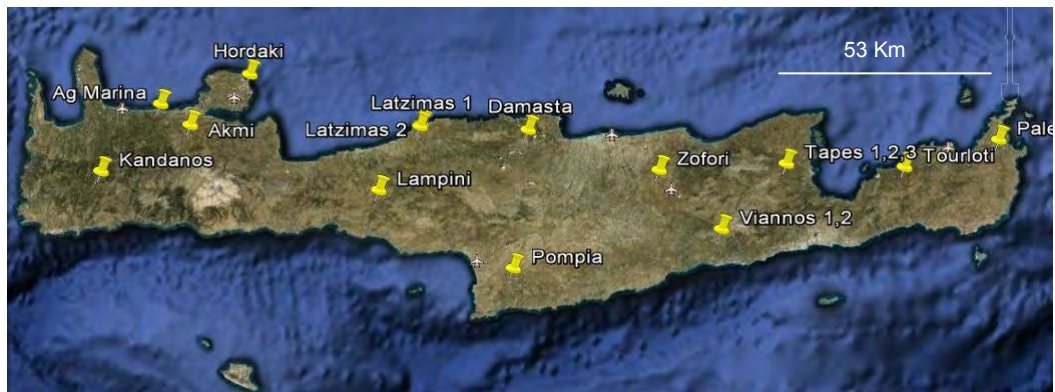 Hordaki
53 Km
Ag Marina
Latzimas 1
Damasta
Akmi
Latzimas 2
Pale
Kandanos
Zofori
Tapes 1,2,3
Tourloti
Lampini
Viannos 1,2
Pompia